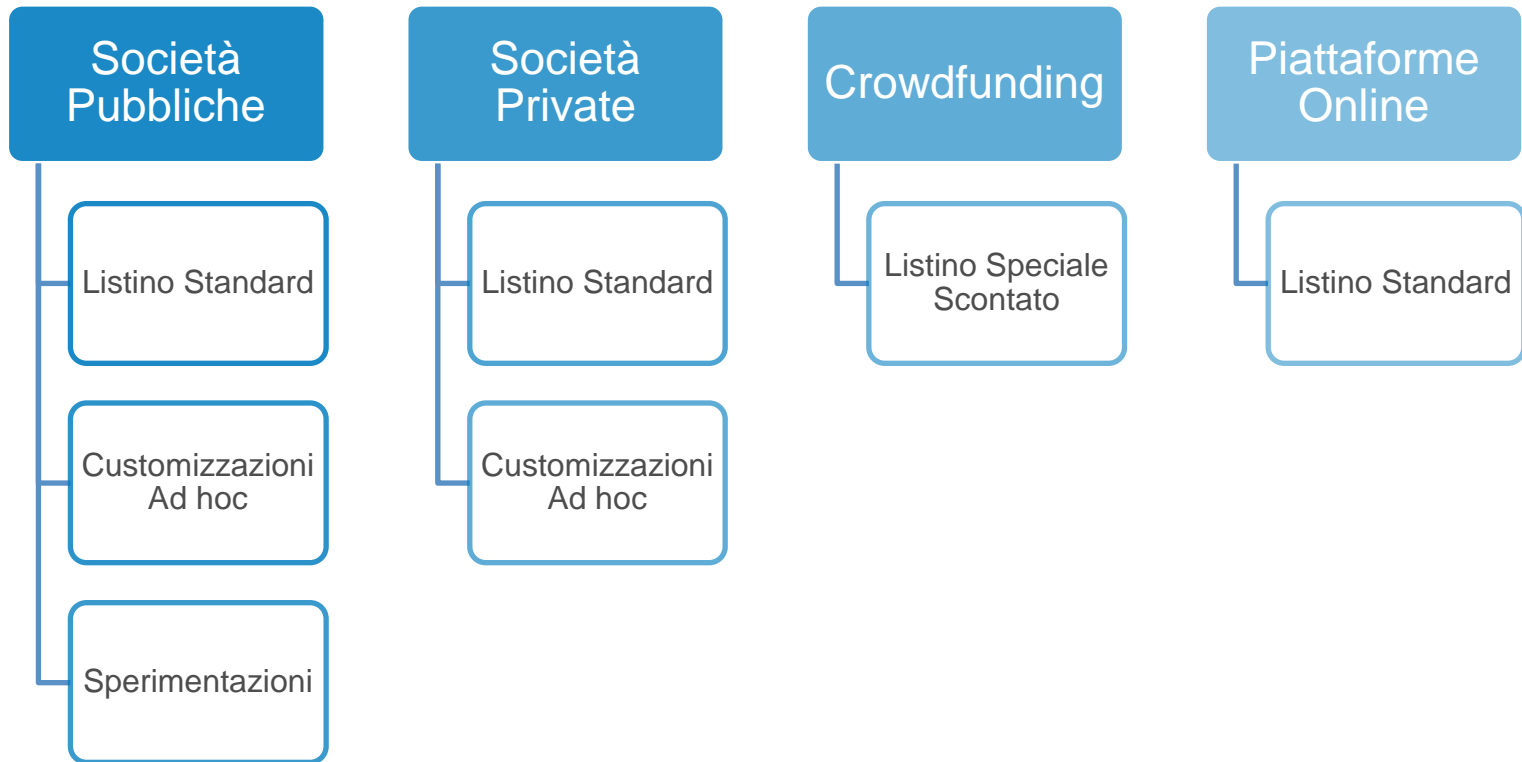 Società
Pubbliche
Listino Standard
Customizzazioni
Ad hoc
Sperimentazioni
Società
Private
Listino Standard
Customizzazioni
Ad hoc
Crowdfunding
Listino Speciale
Scontato
Piattaforme
Online
Listino Standard